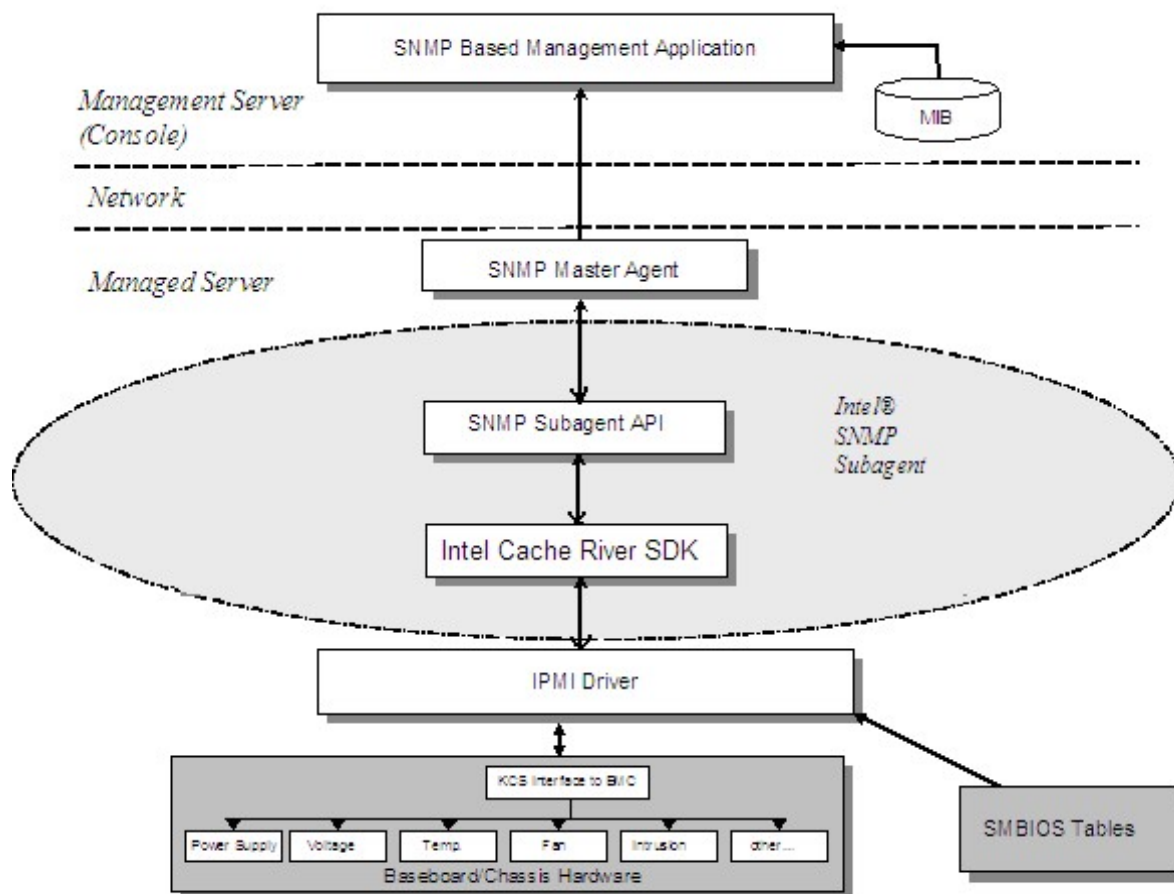 SNMP Based Management Application
Management Server
(Console)
MIB
Network
SNMP Master Agent
Managed Server
SNMP Subagent API
Intel®
SNMP
Subagent
Intel Cache River SDK
IPMI Driver
KCS Interface to BMC
Power Supply
Voltage
Temp.
Fan
Intrusion
other...
Baseboard/Chassis Hardware
SMBIOS Tables